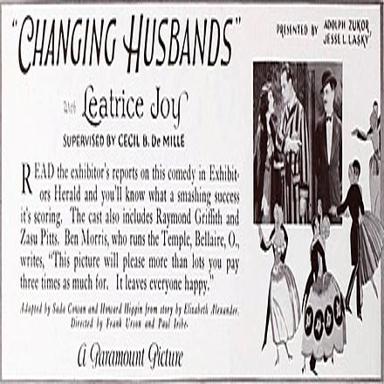 "CHANGING HUSBANDS"
PRESENTED BY ADOLPH ZUKOR
JESSE L. LASKY
with Leatrice Joy
SUPERVISED BY CECIL B. De MILLE
READ the exhibitor's reports on this comedy in Exhibit-
ors Herald and you'll know what a smashing success
it's scoring. The cast also includes Raymond Griffith and
Zasu Pitts. Ben Morris, who runs the Temple, Bellaire, O.,
writes, "This picture will please more than lots you pay
three times as much for. It leaves everyone happy."
Adapted by Sada Cowan and Howard Higgin from story by Elizabeth Alexander.
Directed by Frank Urson and Paul Iribe.
A Paramount Picture